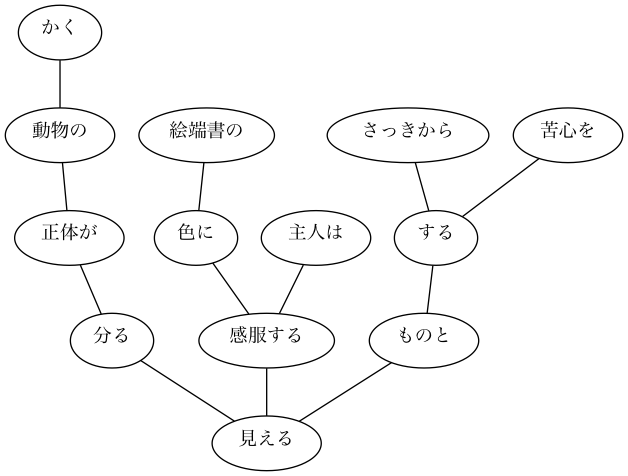 かく
動物の
絵端書の
さっきから
苦心を
正体が
色に
主人は
する
分る
感服する
ものと
見える